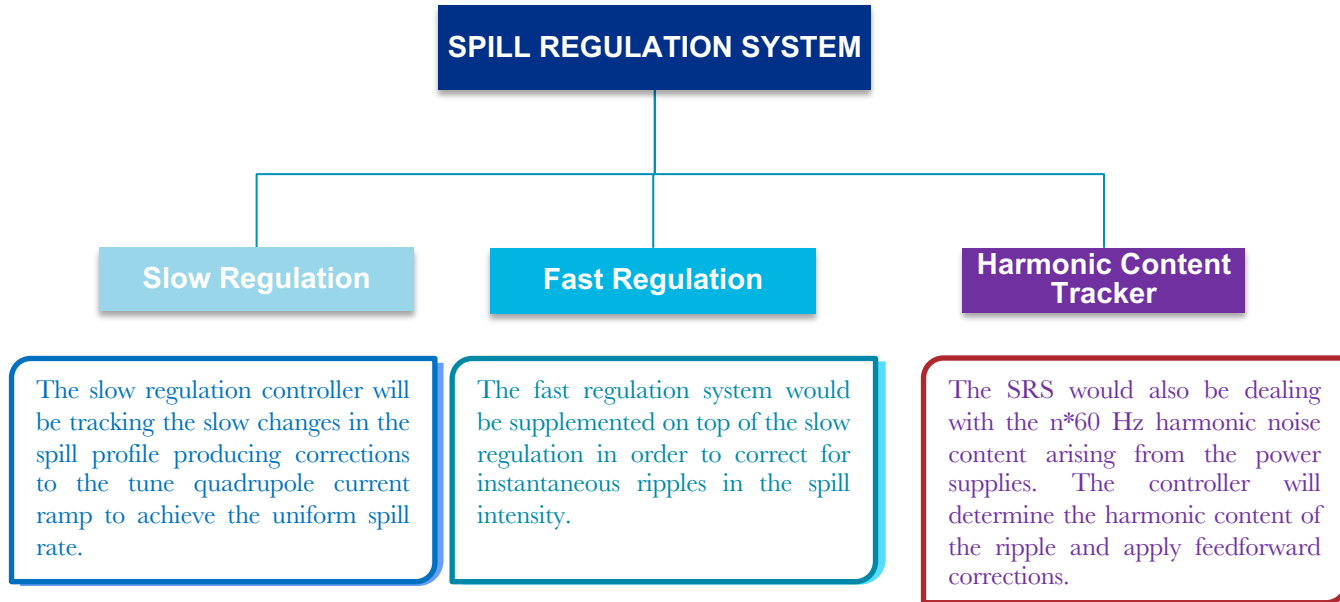 SPILL REGULATION SYSTEM
Slow Regulation
Fast Regulation
Harmonic Content
Tracker
The slow regulation controller will
be tracking the slow changes in the
spill profile producing corrections
to the tune quadrupole current
ramp to achieve the uniform spill
rate.
The fast regulation system would
be supplemented on top of the slow
regulation in order to correct for
instantaneous ripples in the spill
intensity.
The SRS would also be dealing
with the n*60 Hz harmonic noise
content arising from the power
supplies. The controller will
determine the harmonic content of
the ripple and apply feedforward
corrections.